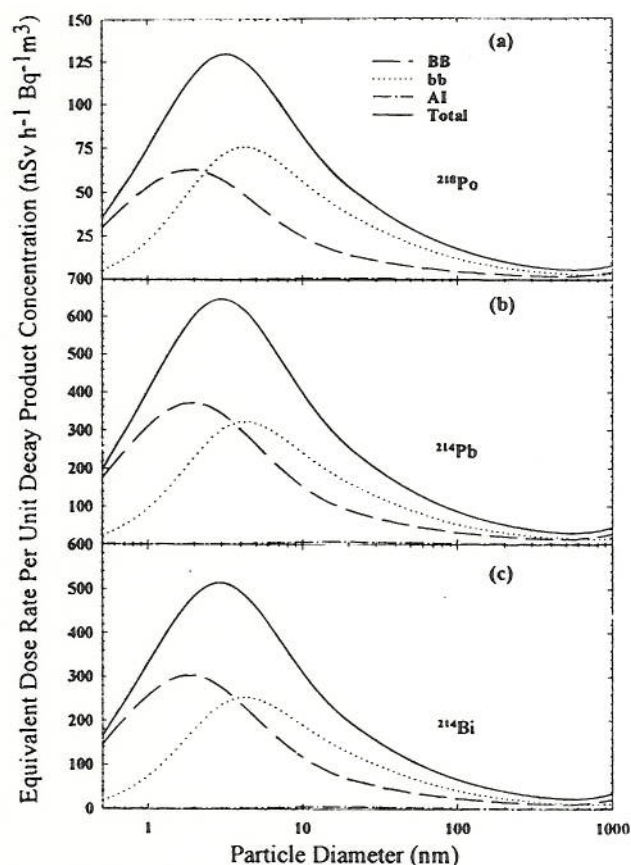 Equivalent Dose Rate Per Unit Decay Product Concentration (nSv h⁻¹ Bq⁻¹m³)
150
(a)
BB
125
bb
AI
100
Total
75
²¹⁸Po
50
25
700
(b)
600
500
400
300
²¹⁴Pb
200
100
600
(c)
500
400
300
²¹⁴Bi
200
100
0
1 10 100 1000
Particle Diameter (nm)